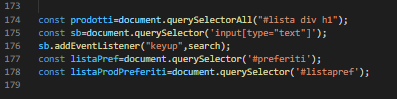 173
174 const prodotti=document.querySelectorAll("#lista div h1");
175 const sb=document.querySelector('input[type="text"]');
176 sb.addEventListener("keyup",search);
177 const listaPref=document.querySelector('#preferiti');
178 const listaProdPreferiti=document.querySelector('#listapref');
179